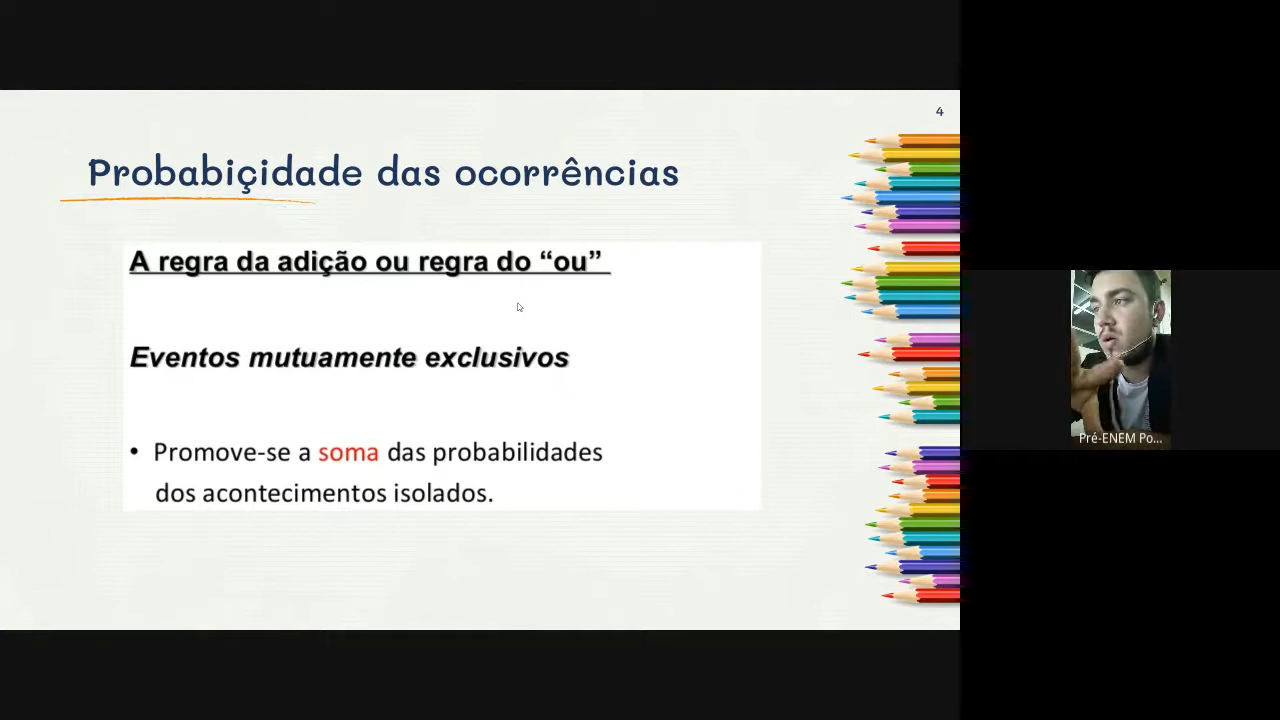 4
Probabiçidade das ocorrências
A regra da adição ou regra do “ou”
Eventos mutuamente exclusivos
• Promove-se a soma das probabilidades
dos acontecimentos isolados.
Pré-ENEM Po...